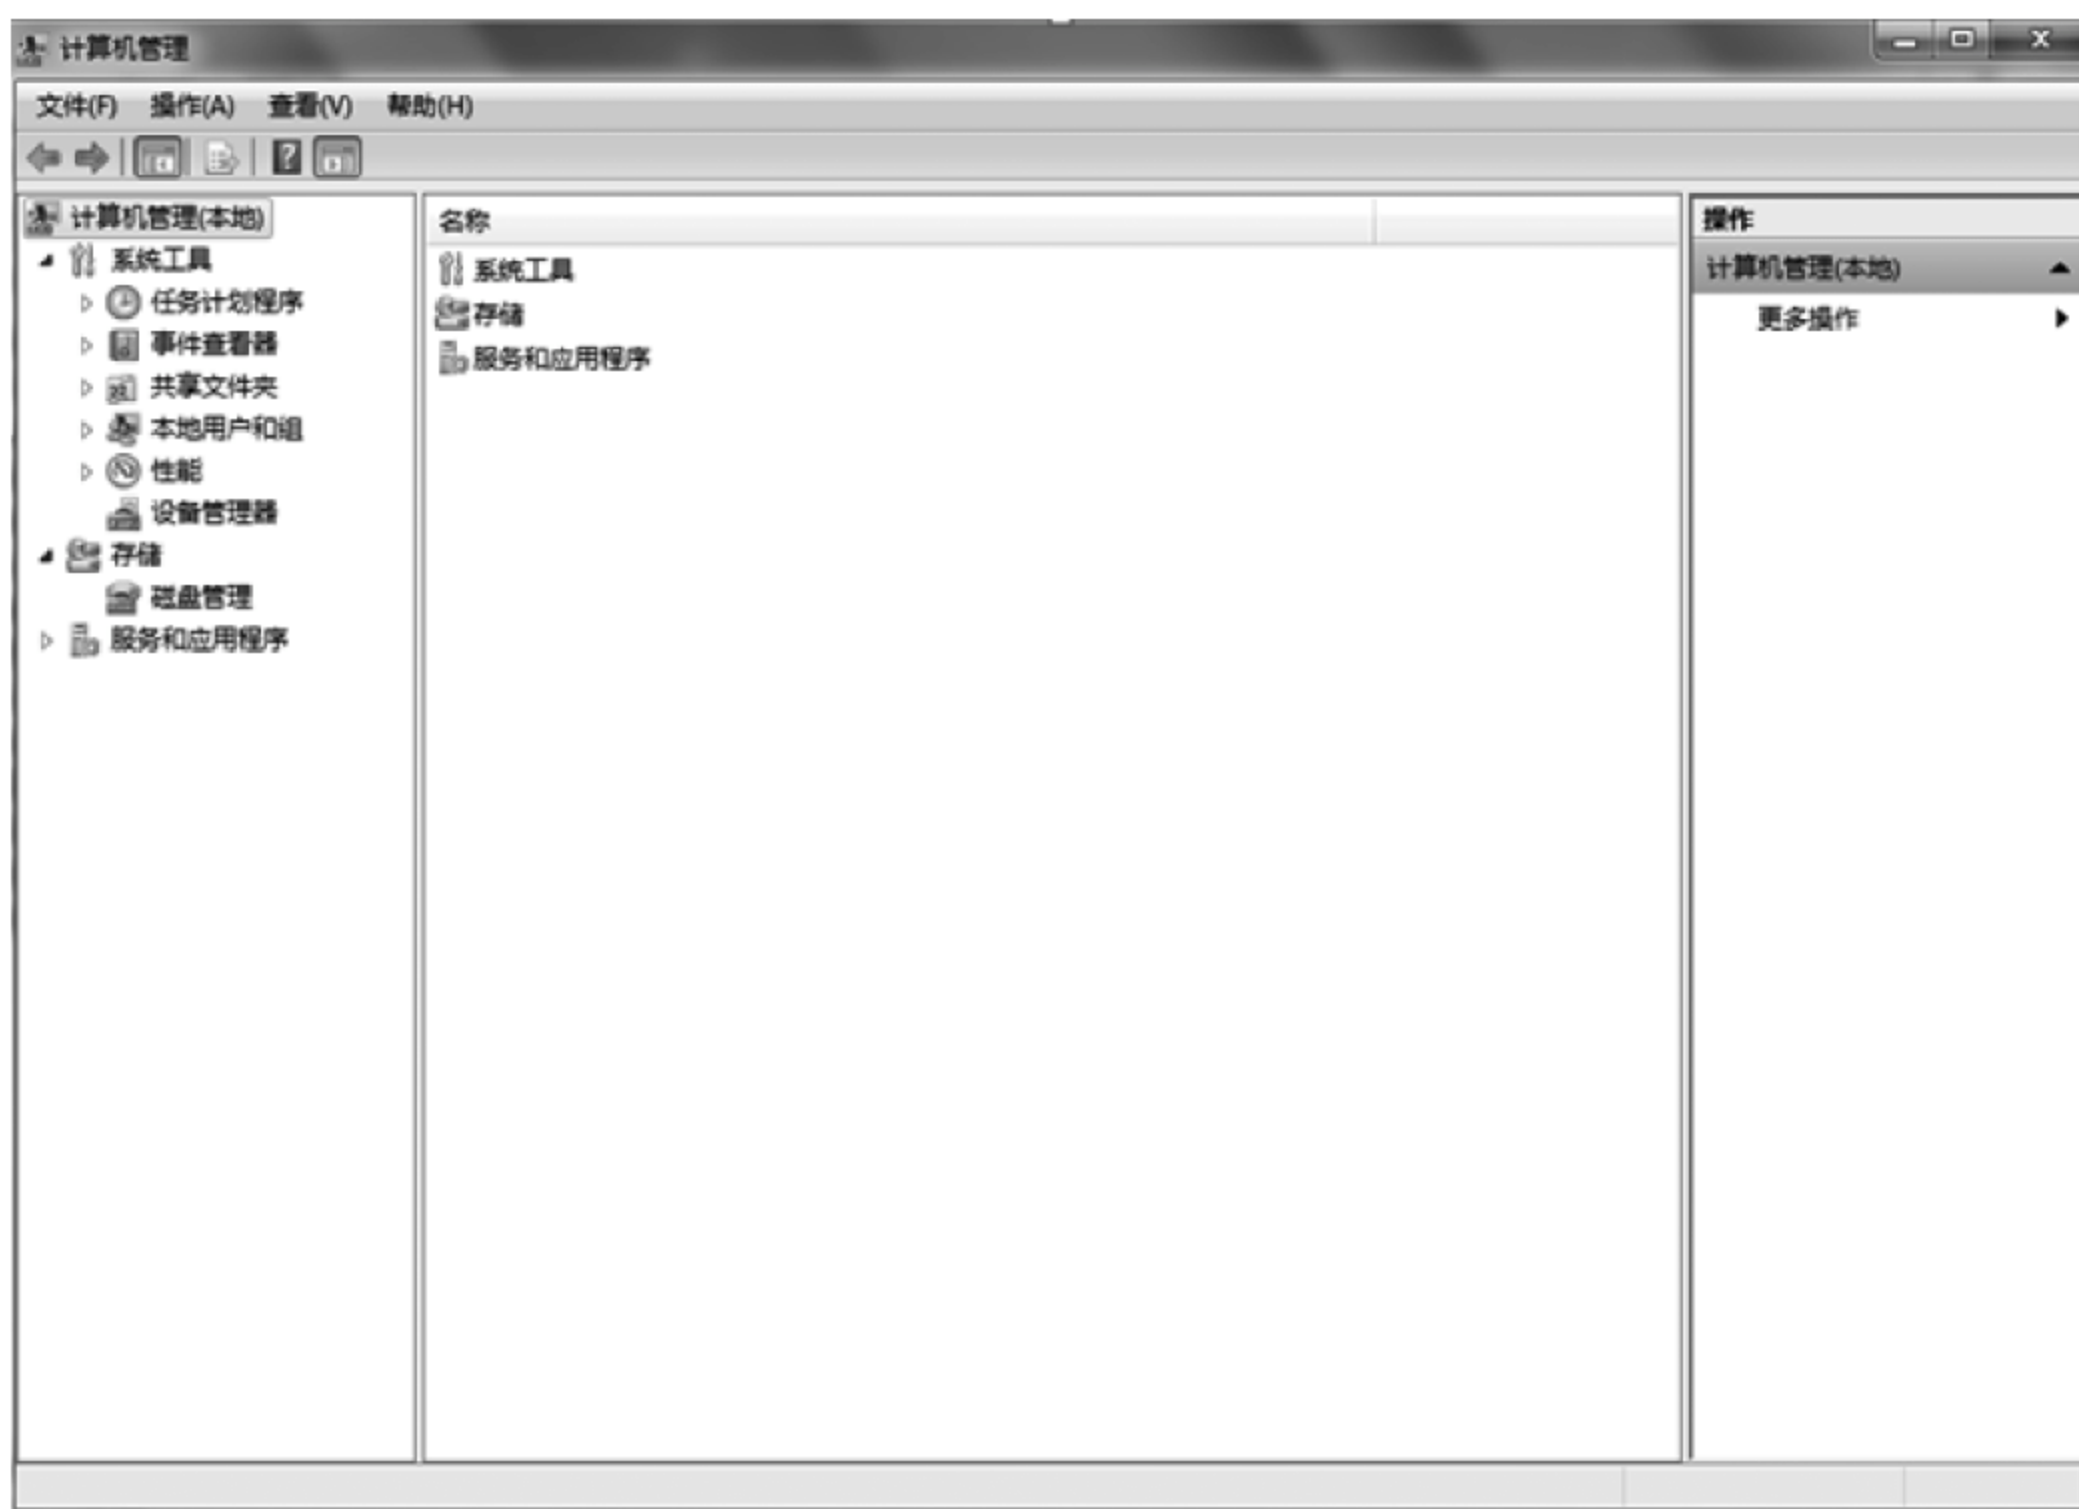 计算机管理
文件(F) 操作(A) 查看(V) 帮助(H)
计算机管理(本地)
系统工具
任务计划程序
事件查看器
共享文件夹
本地用户和组
性能
设备管理器
存储
磁盘管理
服务和应用程序
名称
系统工具
存储
服务和应用程序
操作
计算机管理(本地)
更多操作